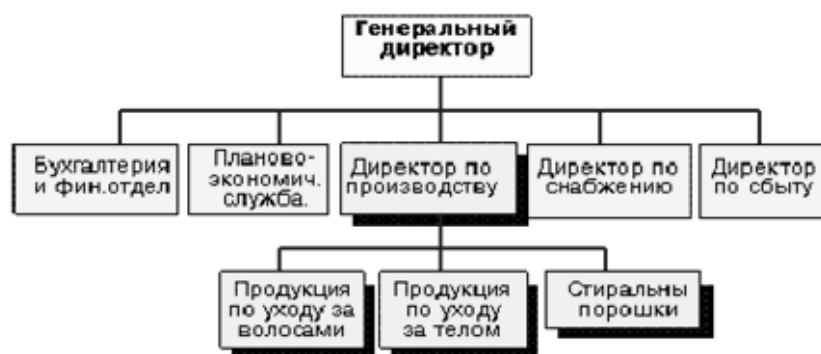 Генеральный
директор
Бухгалтерия
и фин.отдел
Планово-
экономич.
служба.
Директор по
производству
Директор по
снабжению
Директор
по сбыту
Продукция
по уходу за
волосами
Продукция
по уходу
за телом
Стиральны
порошки